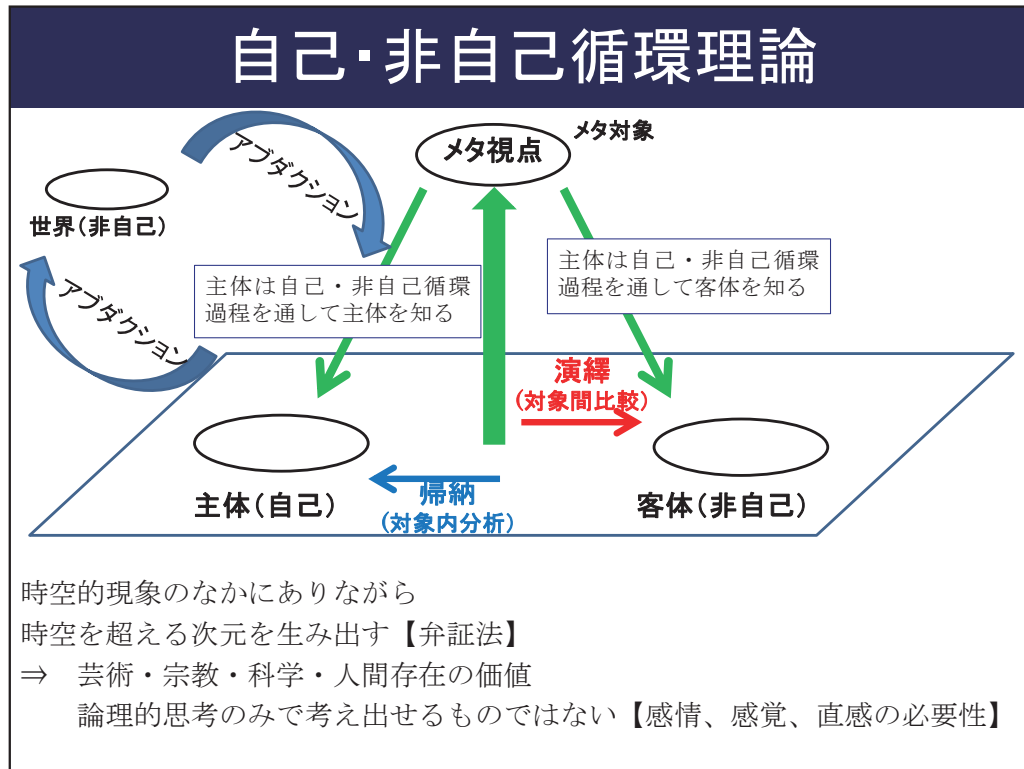 自己・非自己循環理論
メタ視点
メタ対象
アブダクション
世界（非自己）
アブダクション
主体は自己・非自己循環
過程を通して主体を知る
主体は自己・非自己循環
過程を通して客体を知る
演繹
（対象間比較）
帰納
（対象内分析）
主体（自己）
客体（非自己）
時空的現象のなかにありながら
時空を超える次元を生み出す【弁証法】
⇒　芸術・宗教・科学・人間存在の価値
論理的思考のみで考え出せるものではない【感情、感覚、直感の必要性】